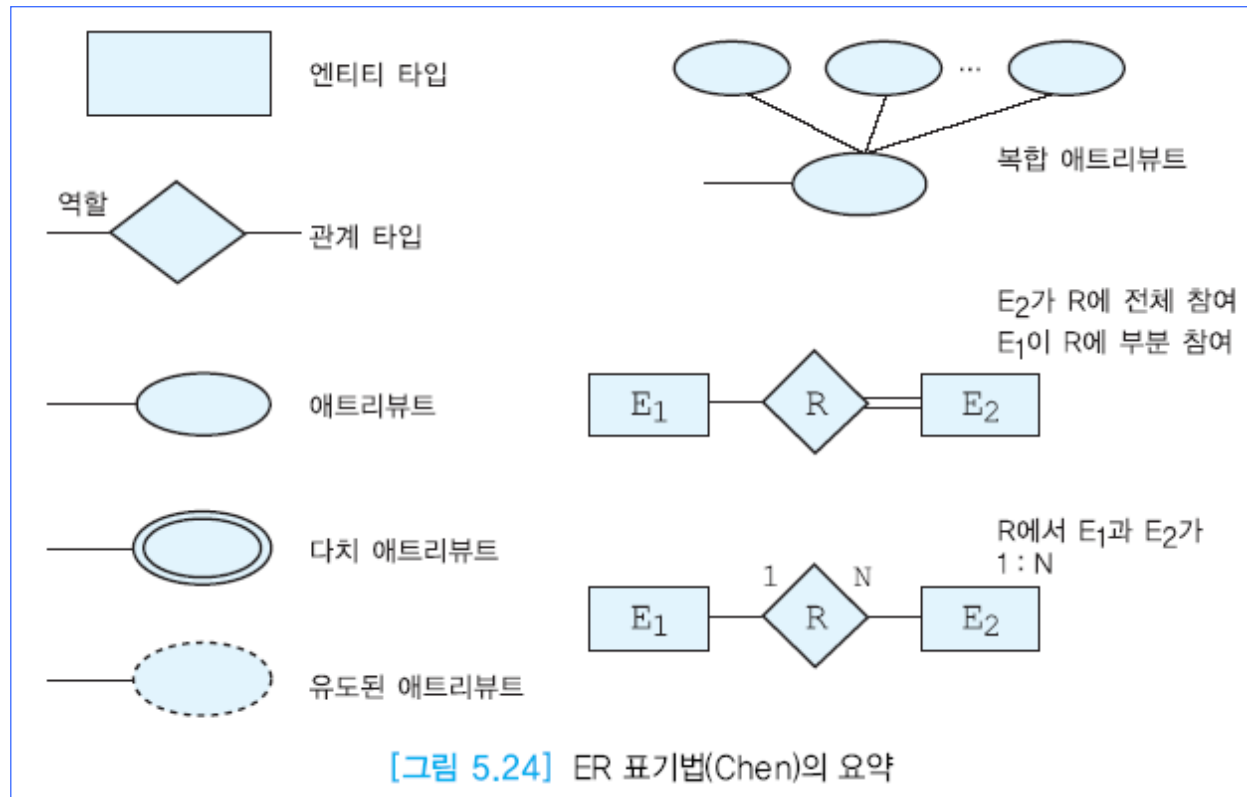 엔티티 타입
역할
관계 타입
애트리뷰트
다치 애트리뷰트
유도된 애트리뷰트
...
복합 애트리뷰트
E2가 R에 전체 참여
E1이 R에 부분 참여
E1 R E2
R에서 E1과 E2가
1 : N
1 N
E1 R E2
[그림 5.24] ER 표기법(Chen)의 요약